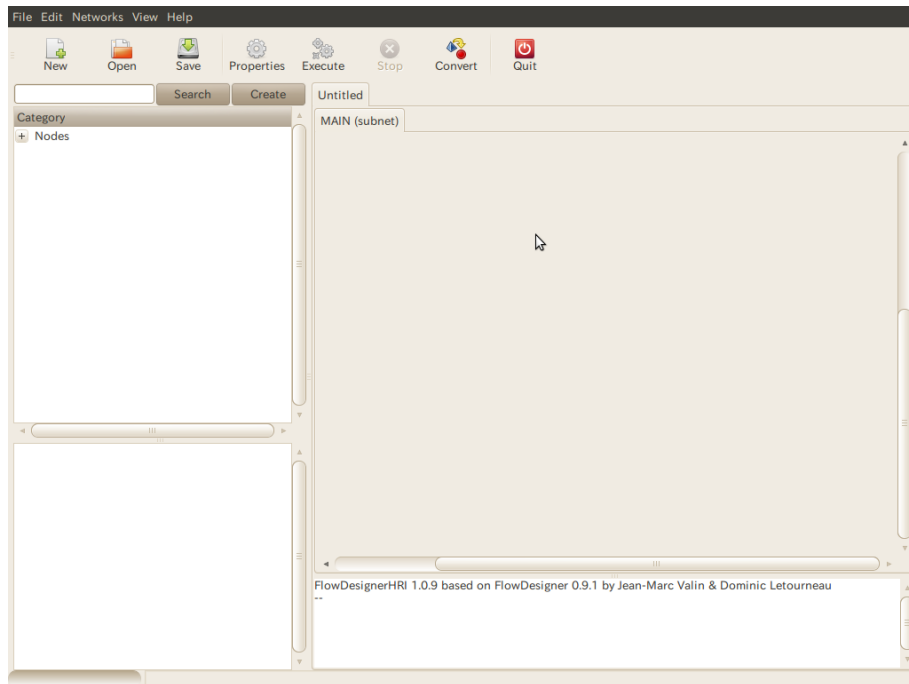 File Edit Networks View Help
New Open Save Properties Execute Stop Convert Quit
Search Create Untitled
Category
MAIN (subnet)
Nodes
FlowDesignerHRI 1.0.9 based on FlowDesigner 0.9.1 by Jean-Marc Valin & Dominic Letourneau
--